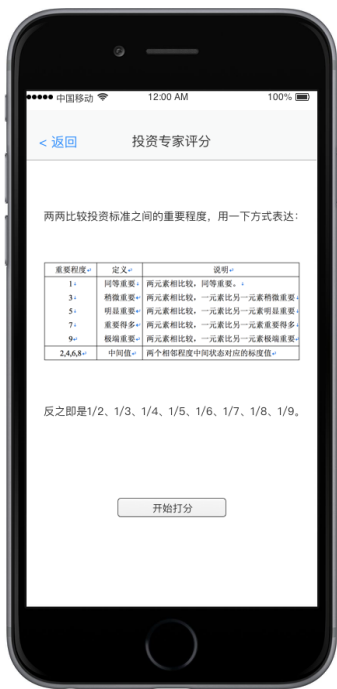 中国移动 12:00 AM 100%
< 返回 投资专家评分
两两比较投资标准之间的重要程度，用一下方式表达：
重要程度 定义 说明
1 同等重要 两元素相比较，同等重要。
3 稍微重要 两元素相比较，一元素比另一元素稍微重要
5 明显重要 两元素相比较，一元素比另一元素明显重要
7 重要得多 两元素相比较，一元素比另一元素重要得多
9 极端重要 两元素相比较，一元素比另一元素极端重要
2,4,6,8 中间值 两个相邻程度中间状态对应的标度值
反之即是1/2、1/3、1/4、1/5、1/6、1/7、1/8、1/9。
开始打分